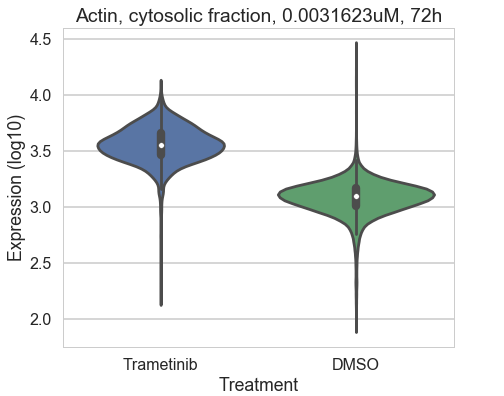 Actin, cytosolic fraction, 0.0031623uM, 72h
4.5
4.0
3.5
3.0
2.5
2.0
Expression (log10)
Trametinib DMSO
Treatment